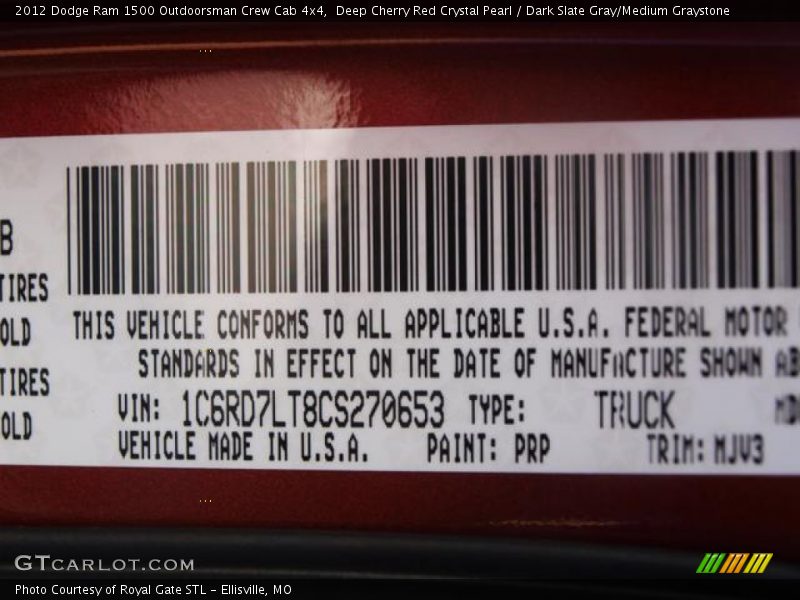 2012 Dodge Ram 1500 Outdoorsman Crew Cab 4x4,  Deep Cherry Red Crystal Pearl / Dark Slate Gray/Medium Graystone
B
TIRES
OLD
TIRES
OLD
THIS VEHICLE CONFORMS TO ALL APPLICABLE U.S.A. FEDERAL MOTOR
STANDARDS IN EFFECT ON THE DATE OF MANUFACTURE SHOWN AB
VIN: 1C6RD7LT8CS270653 TYPE: TRUCK MD
VEHICLE MADE IN U.S.A. PAINT: PRP TRIM: MJV3
GTCARLOT.COM
Photo Courtesy of Royal Gate STL – Ellisville, MO